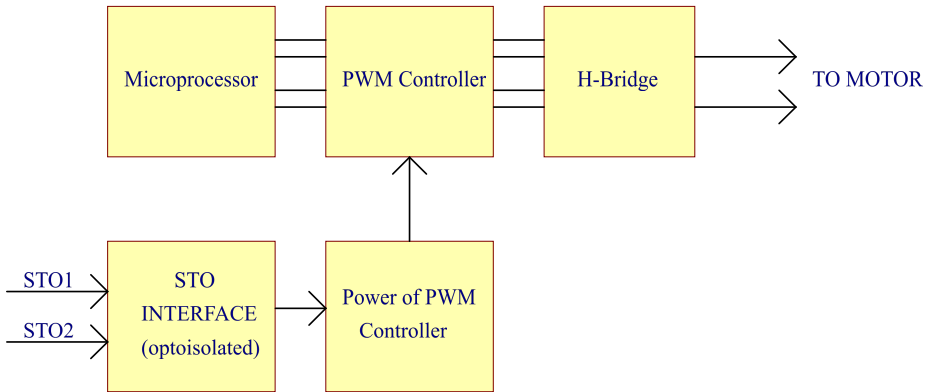 Microprocessor
PWM Controller
H-Bridge
TO MOTOR
STO1
STO2
STO
INTERFACE
(optoisolated)
Power of PWM
Controller